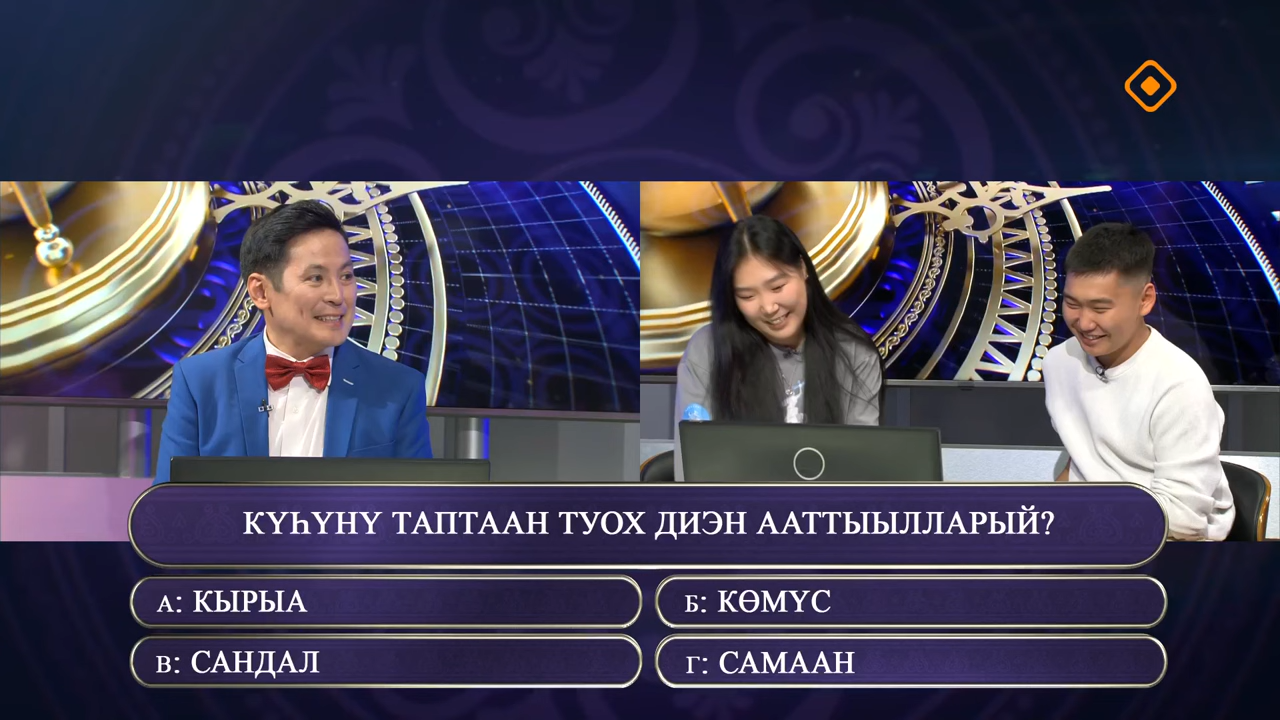 КҮҺҮНҮ ТАПТААН ТУОХ ДИЭН ААТТЫЫЛЛАРЫЙ?
А: КЫРЫА
Б: КӨМҮС
В: САНДАЛ
Г: САМААН